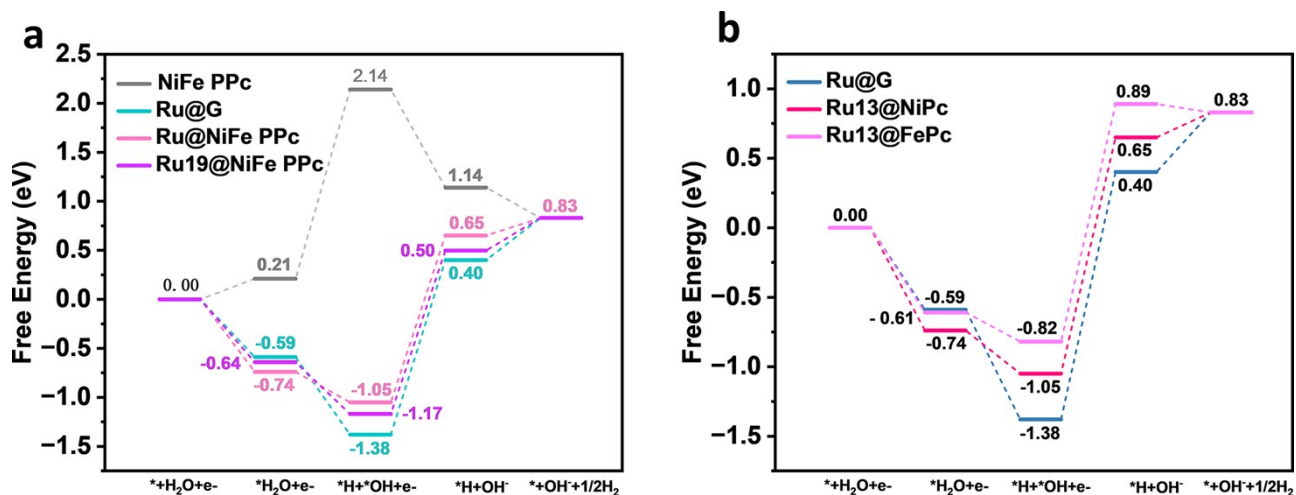 a
2.5
2.0
1.5
1.0
0.5
0.0
−0.5
−1.0
−1.5
Free Energy (eV)
NiFe PPc
Ru@G
Ru@NiFe PPc
Ru19@NiFe PPc
2.14
1.14
0.83
0.65
0.50
0.40
0.21
0. 00
-0.59
-0.64
-0.74
-1.05
-1.17
-1.38
*+H₂O+e-
*H₂O+e-
*H+*OH+e-
*H+OH⁻
*+OH⁻+1/2H₂
b
1.0
0.5
0.0
−0.5
−1.0
−1.5
Free Energy (eV)
Ru@G
Ru13@NiPc
Ru13@FePc
0.89
0.83
0.65
0.40
0.00
-0.59
- 0.61
-0.74
-0.82
-1.05
-1.38
*+H₂O+e-
*H₂O+e-
*H+*OH+e-
*H+OH⁻
*+OH⁻+1/2H₂